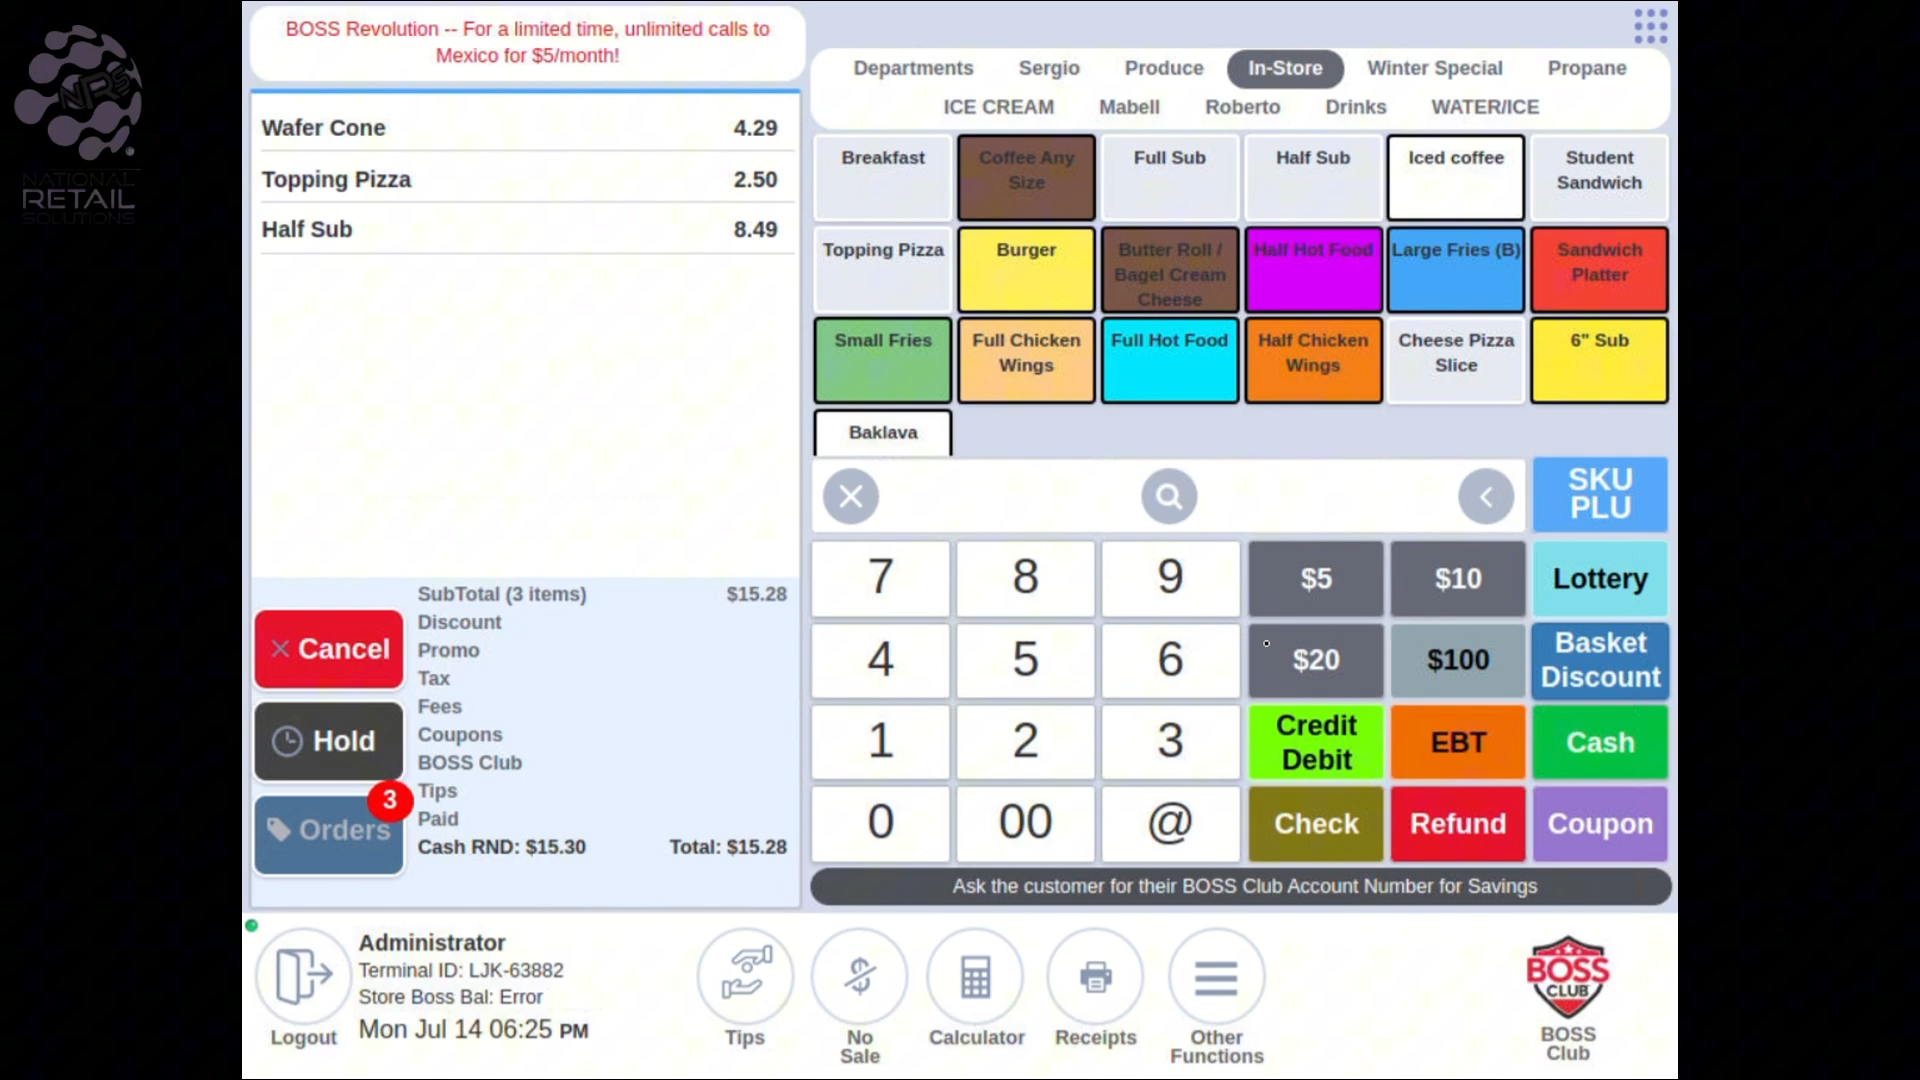 NRS
NATIONAL
RETAIL
SOLUTIONS
BOSS Revolution -- For a limited time, unlimited calls to
Mexico for $5/month!
Wafer Cone 4.29
Topping Pizza 2.50
Half Sub 8.49
SubTotal (3 items) $15.28
Discount
Promo
Tax
Fees
Coupons
BOSS Club
Tips
Paid
Cash RND: $15.30 Total: $15.28
Cancel
Hold
3
Orders
Departments Sergio Produce In-Store Winter Special Propane
ICE CREAM Mabell Roberto Drinks WATER/ICE
Breakfast
Coffee Any
Size
Full Sub
Half Sub
Iced coffee
Student
Sandwich
Topping Pizza
Burger
Butter Roll /
Bagel Cream
Cheese
Half Hot Food
Large Fries (B)
Sandwich
Platter
Small Fries
Full Chicken
Wings
Full Hot Food
Half Chicken
Wings
Cheese Pizza
Slice
6" Sub
Baklava
SKU
PLU
7 8 9 $5 $10 Lottery
4 5 6 $20 $100
Basket
Discount
1 2 3
Credit
Debit
EBT Cash
0 00 @ Check Refund Coupon
Ask the customer for their BOSS Club Account Number for Savings
Logout
Administrator
Terminal ID: LJK-63882
Store Boss Bal: Error
Mon Jul 14 06:25 PM
Tips
No
Sale
Calculator
Receipts
Other
Functions
BOSS
CLUB
BOSS
Club